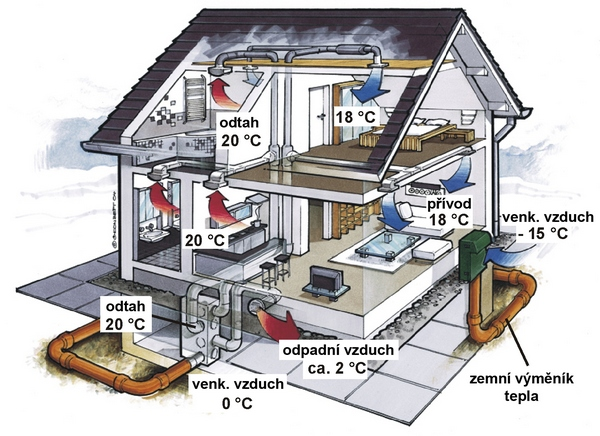 odtah
20 °C
18 °C
20 °C
přívod
18 °C
venk. vzduch
- 15 °C
odtah
20 °C
odpadní vzduch
ca. 2 °C
venk. vzduch
0 °C
zemní výměník
tepla